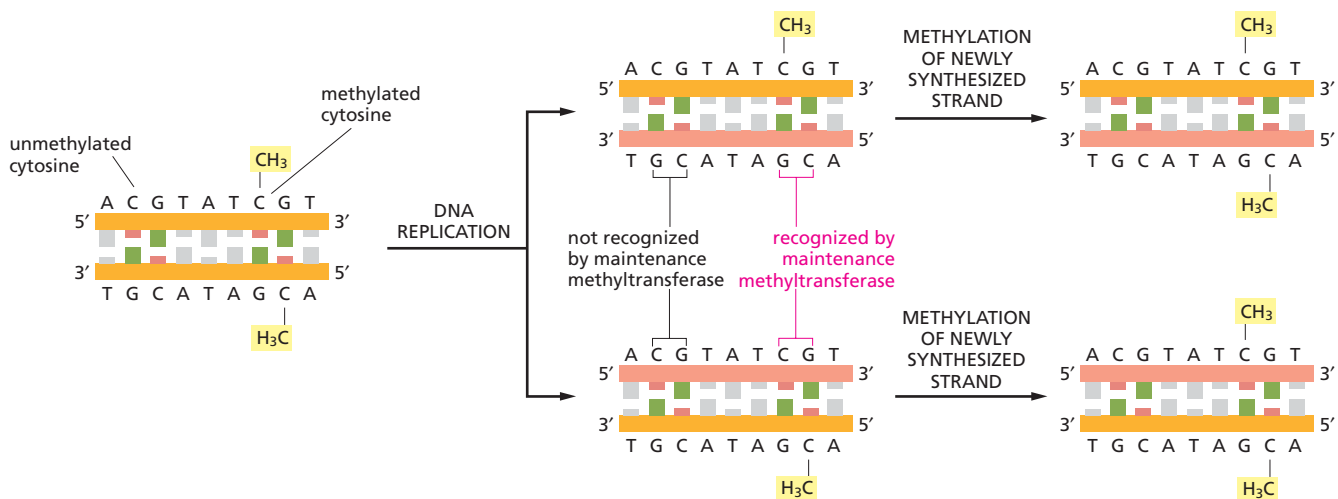 unmethylated
cytosine
methylated
cytosine
CH₃
A C G T A T C G T
5′ 3′
3′ 5′
T G C A T A G C A
H₃C
DNA
REPLICATION
CH₃
A C G T A T C G T
5′ 3′
3′ 5′
T G C A T A G C A
not recognized
by maintenance
methyltransferase
recognized by
maintenance
methyltransferase
A C G T A T C G T
5′ 3′
3′ 5′
T G C A T A G C A
H₃C
METHYLATION
OF NEWLY
SYNTHESIZED
STRAND
CH₃
A C G T A T C G T
5′ 3′
3′ 5′
T G C A T A G C A
H₃C
METHYLATION
OF NEWLY
SYNTHESIZED
STRAND
CH₃
A C G T A T C G T
5′ 3′
3′ 5′
T G C A T A G C A
H₃C